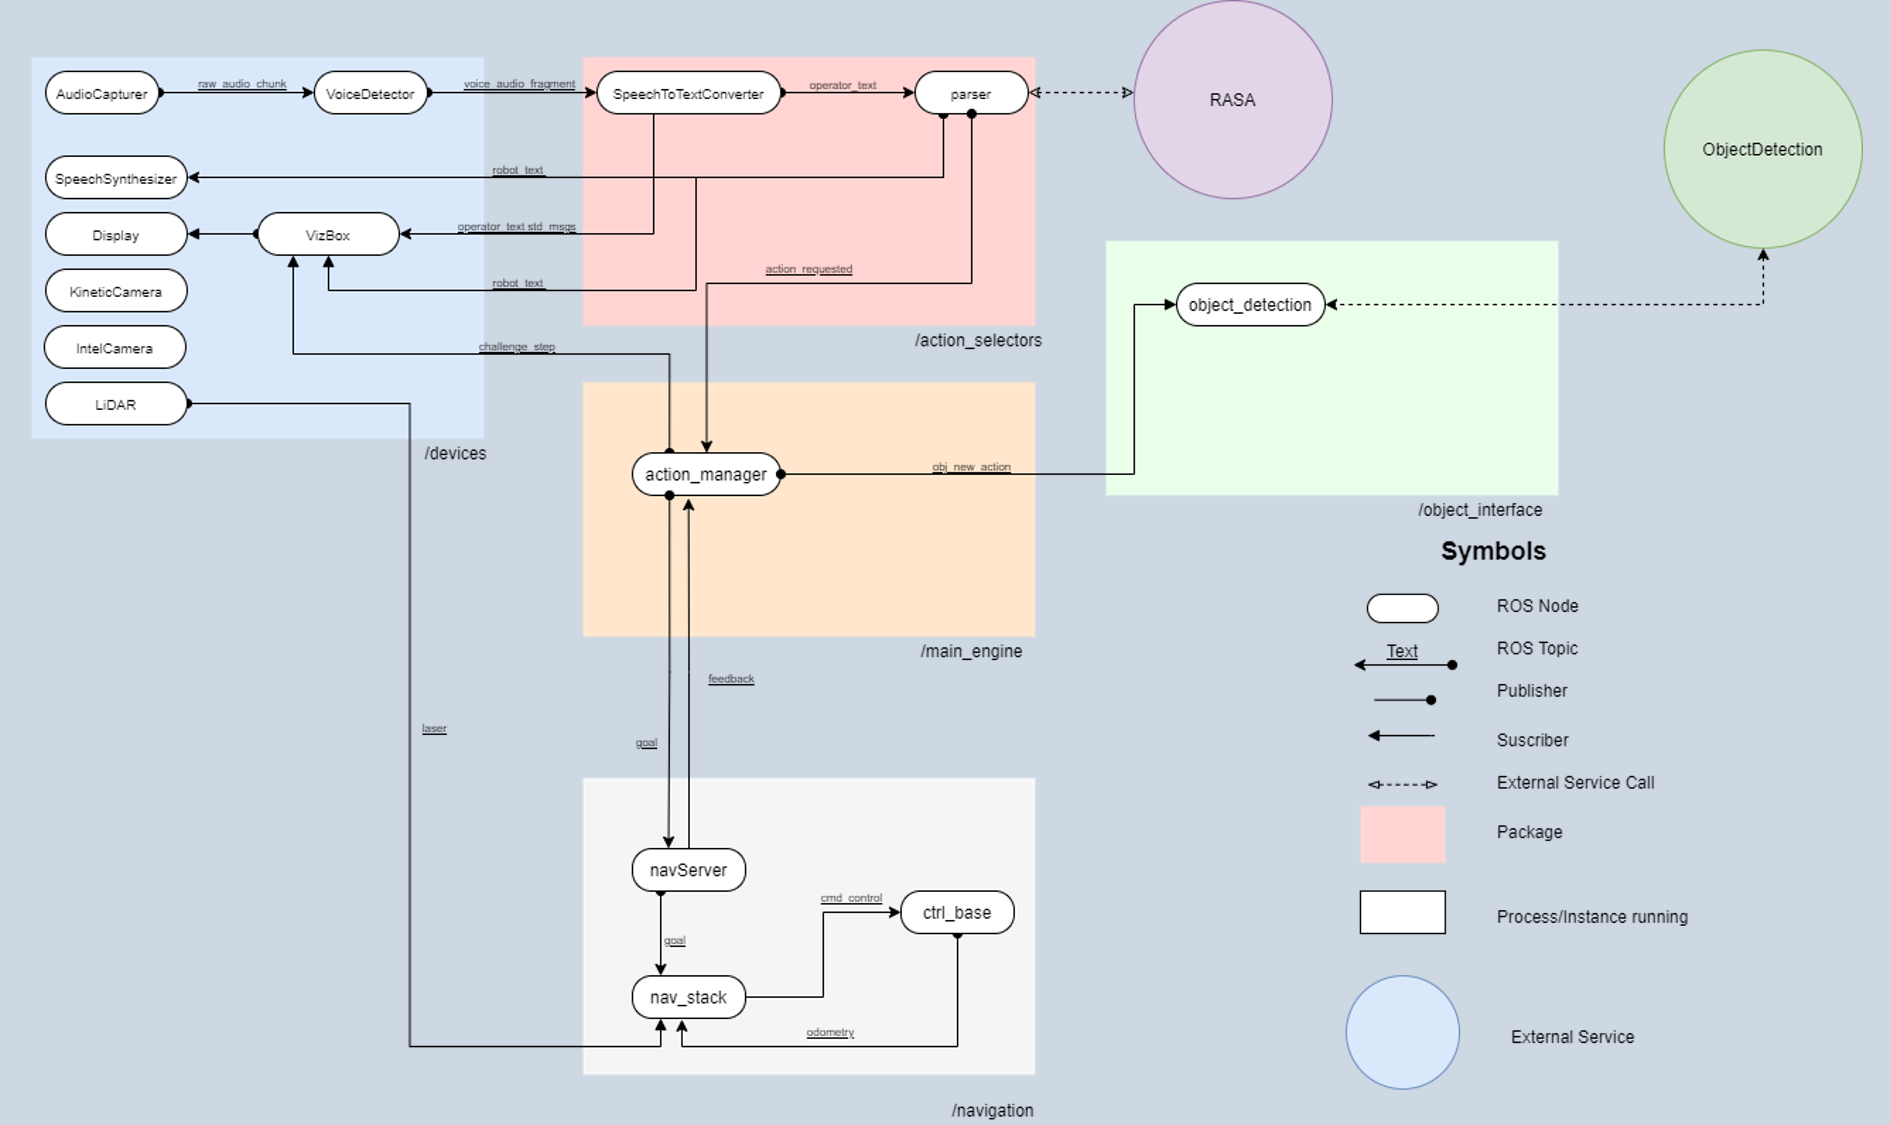 AudioCapturer
raw_audio_chunk
VoiceDetector
voice_audio_fragment
SpeechToTextConverter
operator_text
parser
RASA
ObjectDetection
SpeechSynthesizer
robot_text
Display
VizBox
operator_text std_msgs
KineticCamera
robot_text
action_requested
object_detection
IntelCamera
challenge_step
/action_selectors
LiDAR
/devices
action_manager
obj_new_action
/object_interface
/main_engine
feedback
laser
goal
navServer
cmd_control
ctrl_base
goal
nav_stack
odometry
/navigation
Symbols
ROS Node
Text
ROS Topic
Publisher
Suscriber
External Service Call
Package
Process/Instance running
External Service